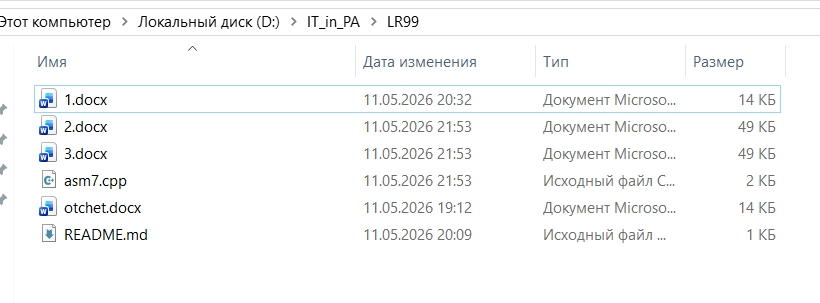 Этот компьютер > Локальный диск (D:) > IT_in_PA > LR99
Имя Дата изменения Тип Размер
1.docx 11.05.2026 20:32 Документ Microso... 14 КБ
2.docx 11.05.2026 21:53 Документ Microso... 49 КБ
3.docx 11.05.2026 21:53 Документ Microso... 49 КБ
asm7.cpp 11.05.2026 21:53 Исходный файл C... 2 КБ
otchet.docx 11.05.2026 19:12 Документ Microso... 14 КБ
README.md 11.05.2026 20:09 Исходный файл ... 1 КБ